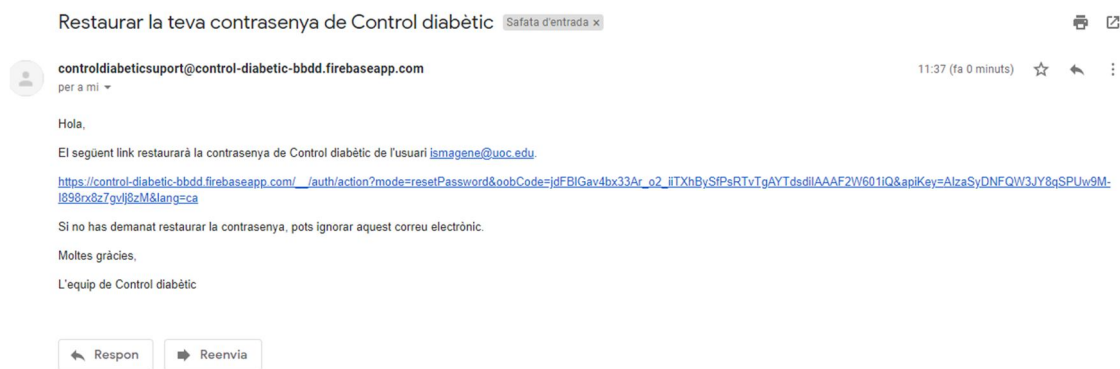 Restaurar la teva contrasenya de Control diabètic Safata d'entrada ×
controldiabeticsuport@control-diabetic-bbdd.firebaseapp.com 11:37 (fa 0 minuts)
per a mi
Hola,
El següent link restaurarà la contrasenya de Control diabètic de l'usuari ismagene@uoc.edu.
https://control-diabetic-bbdd.firebaseapp.com/__/auth/action?mode=resetPassword&oobCode=jdFBIGav4bx33Ar_o2_iiTXhBySfPsRTvTgAYTdsdiIAAAF2W601iQ&apiKey=AIzaSyDNFQW3JY8qSPUw9M-
I898rx8z7gvIj8zM&lang=ca
Si no has demanat restaurar la contrasenya, pots ignorar aquest correu electrònic.
Moltes gràcies,
L'equip de Control diabètic
Respon Reenvia